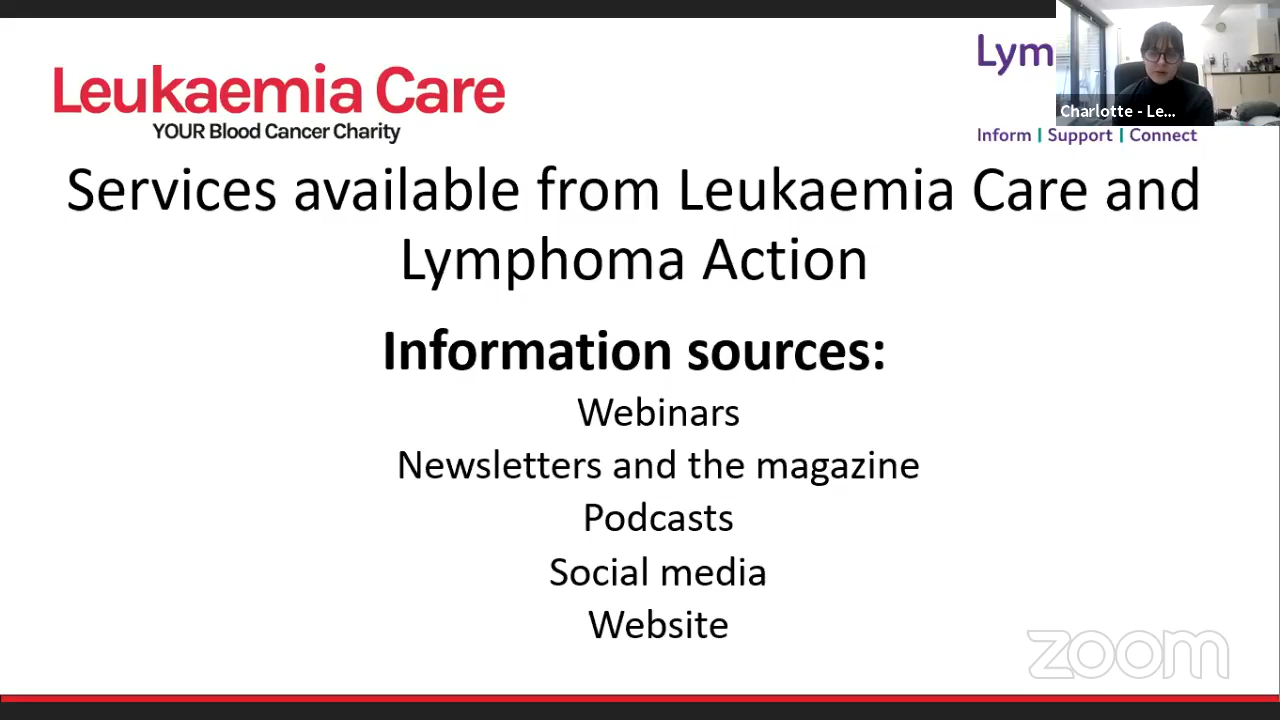 Leukaemia Care
YOUR Blood Cancer Charity
Lym
Charlotte - Le...
Inform | Support | Connect
Services available from Leukaemia Care and
Lymphoma Action
Information sources:
Webinars
Newsletters and the magazine
Podcasts
Social media
Website
zoom